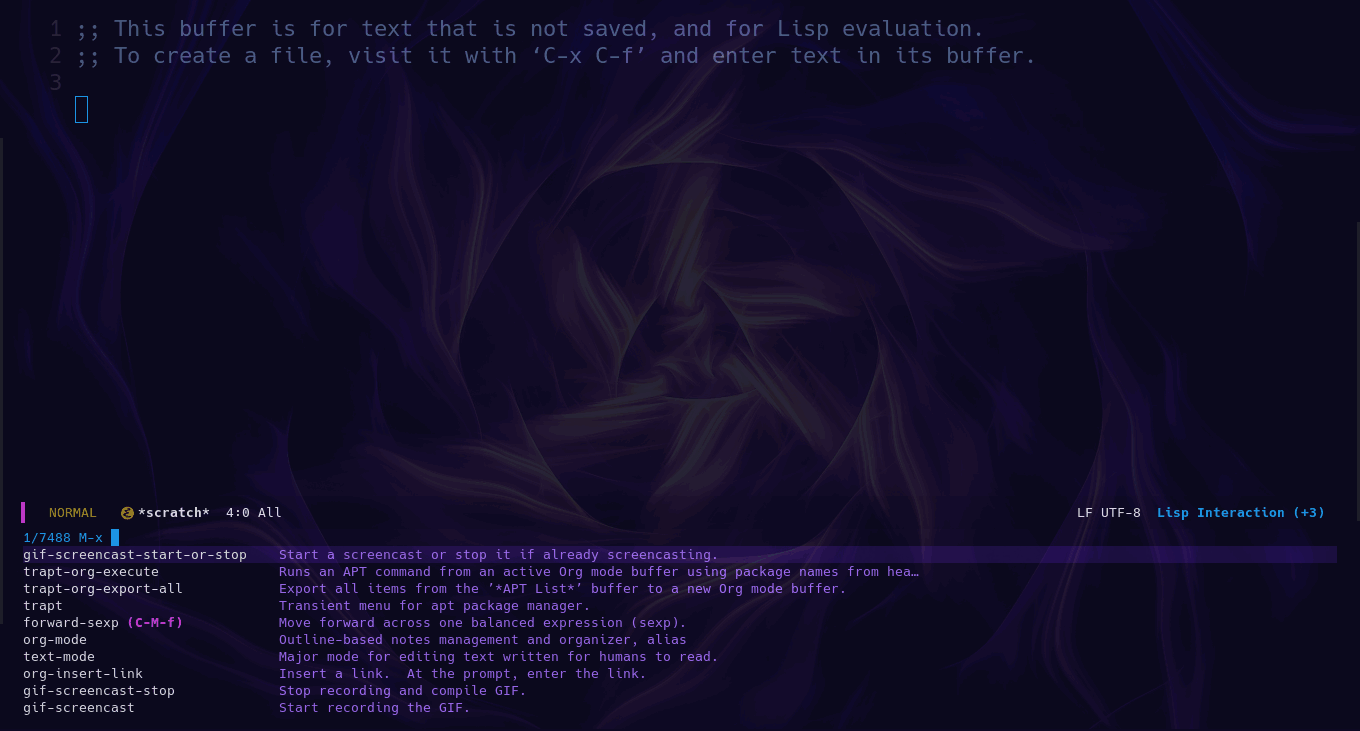 1 ;; This buffer is for text that is not saved, and for Lisp evaluation.
2 ;; To create a file, visit it with ‘C-x C-f’ and enter text in its buffer.
3
NORMAL *scratch* 4:0 All LF UTF-8 Lisp Interaction (+3)
1/7488 M-x
gif-screencast-start-or-stop Start a screencast or stop it if already screencasting.
trapt-org-execute Runs an APT command from an active Org mode buffer using package names from hea…
trapt-org-export-all Export all items from the ’*APT List*’ buffer to a new Org mode buffer.
trapt Transient menu for apt package manager.
forward-sexp (C-M-f) Move forward across one balanced expression (sexp).
org-mode Outline-based notes management and organizer, alias
text-mode Major mode for editing text written for humans to read.
org-insert-link Insert a link.  At the prompt, enter the link.
gif-screencast-stop Stop recording and compile GIF.
gif-screencast Start recording the GIF.